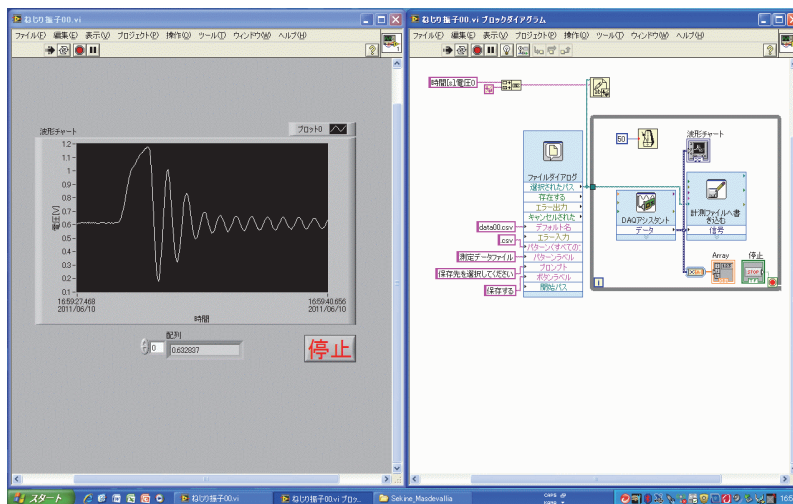 ねじり振子00.vi
ファイル(F) 編集(E) 表示(V) プロジェクト(P) 操作(O) ツール(T) ウィンドウ(W) ヘルプ(H)
波形チャート
プロット0
1.2
1.1
1.0
0.9
0.8
0.7
0.6
0.5
0.4
0.3
0.2
0.1
電圧[V]
16:59:27.468
2011/06/10
16:59:40.656
2011/06/10
時間
配列
0
0.632837
停止
ねじり振子00.vi ブロックダイアグラム
ファイル(F) 編集(E) 表示(V) プロジェクト(P) 操作(O) ツール(T) ウィンドウ(W) ヘルプ(H)
時間[s]電圧0
ファイルダイアログ
選択されたパス
存在する
エラー出力
キャンセルされた
デフォルト名
エラー入力
パターン(すべての
パターンラベル
プロンプト
ボタンラベル
開始パス
data00.csv
.csv
測定データファイル
保存先を選択してください
保存する
50
波形チャート
DAQアシスタント
データ
計測ファイルへ書き込む
信号
Array
停止
STOP
i
スタート
ねじり振子00.vi
ねじり振子00.vi ブロッ...
Sekine_Masdevallia
CAPS
KANA